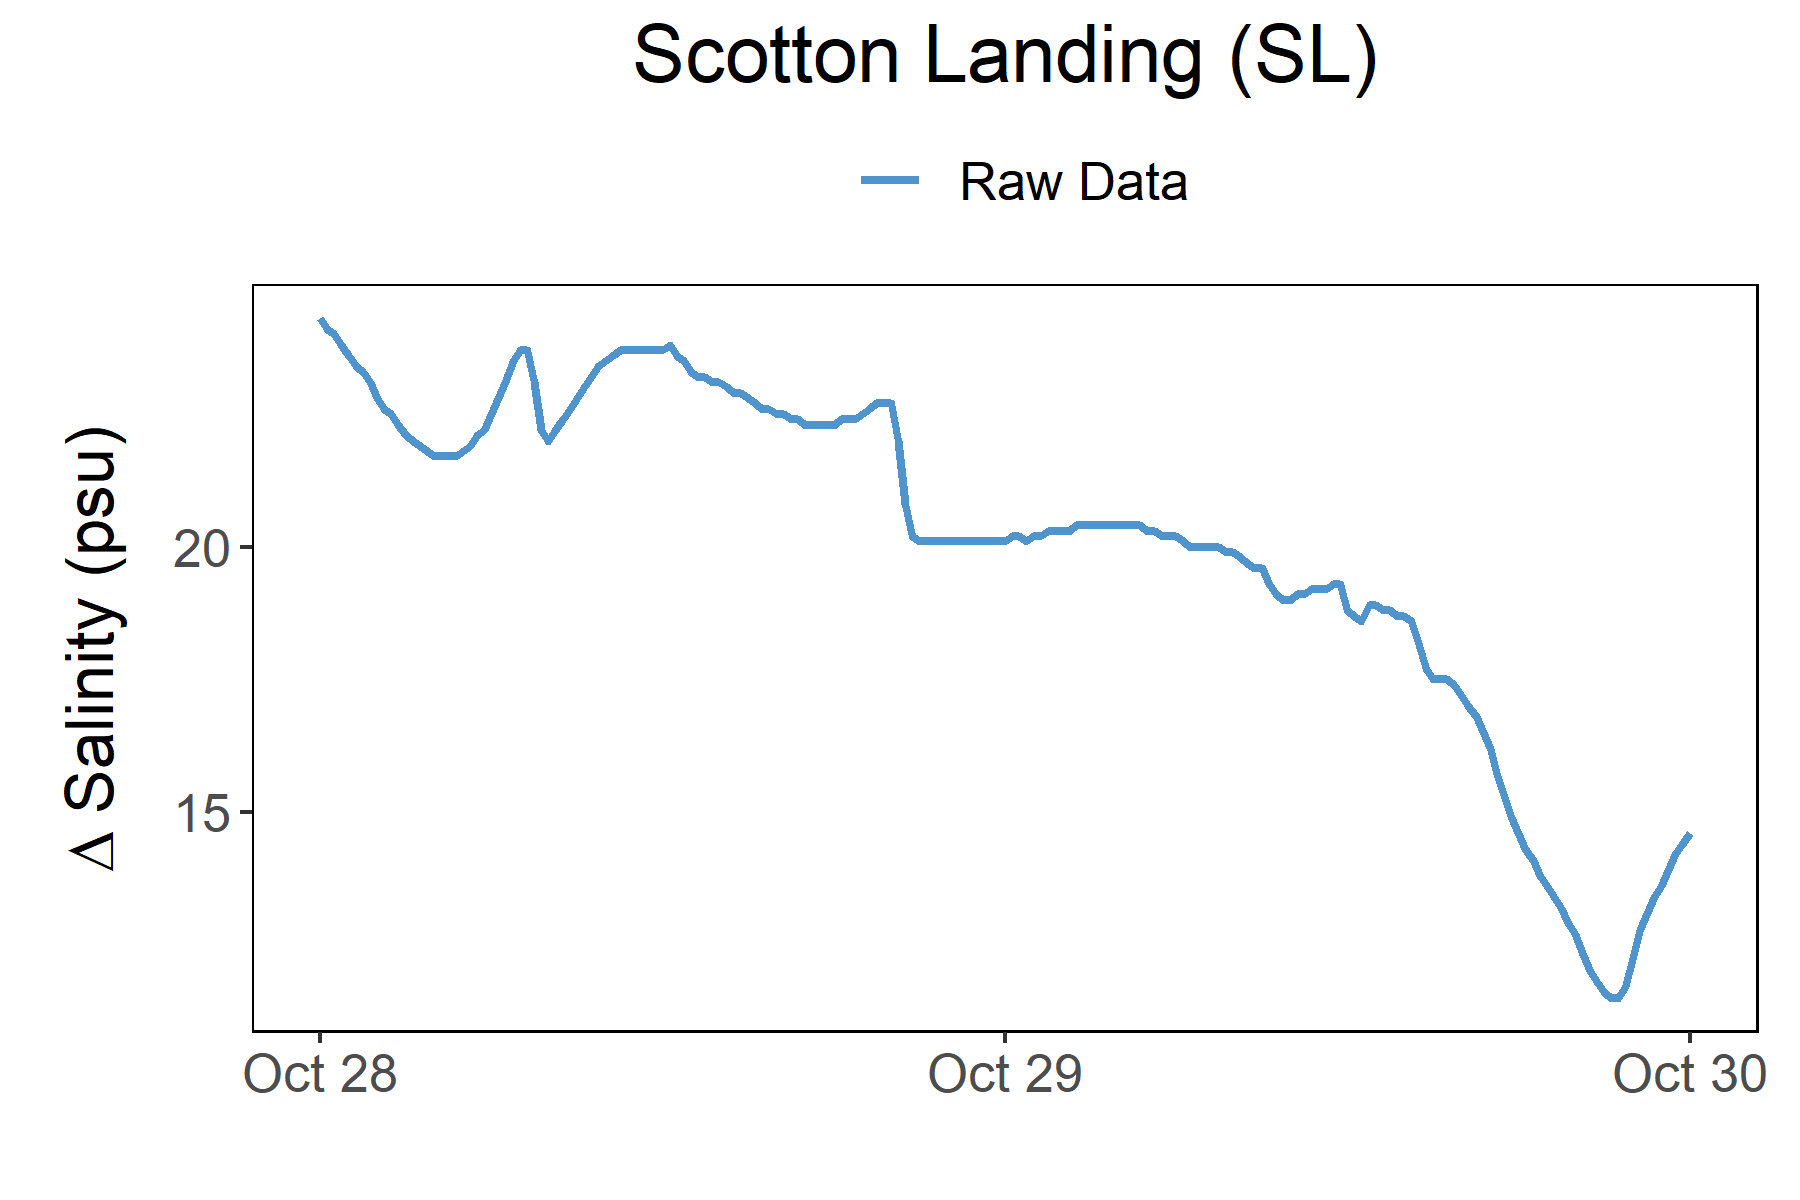 Scotton Landing (SL)
Raw Data
Δ Salinity (psu)
20
15
Oct 28
Oct 29
Oct 30